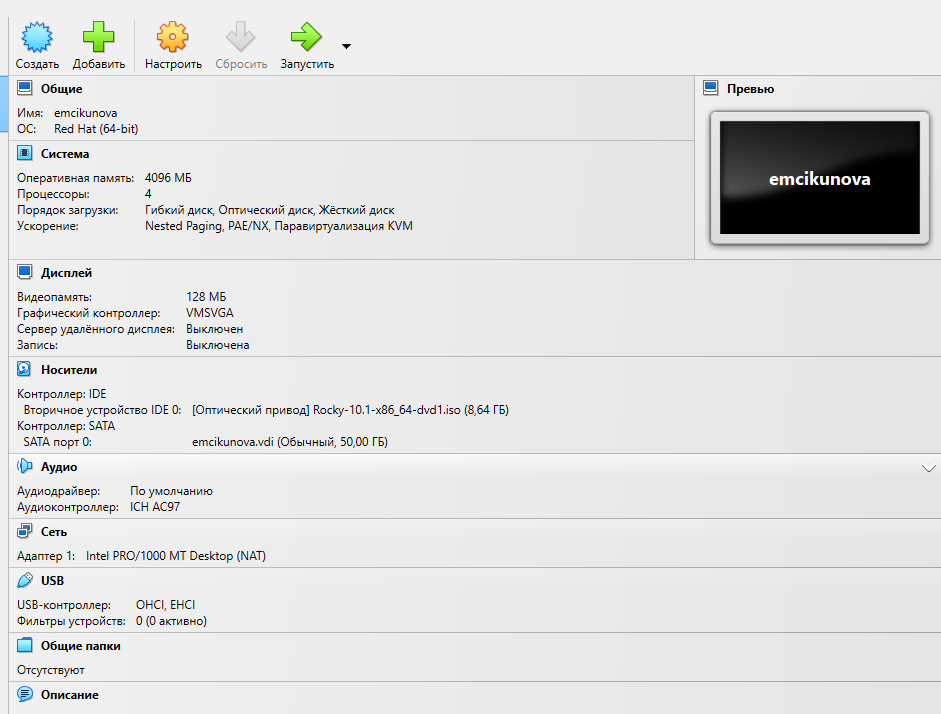 Создать Добавить Настроить Сбросить Запустить
Общие
Имя: emcikunova
ОС: Red Hat (64-bit)
Превью
emcikunova
Система
Оперативная память: 4096 МБ
Процессоры: 4
Порядок загрузки: Гибкий диск, Оптический диск, Жёсткий диск
Ускорение: Nested Paging, PAE/NX, Паравиртуализация KVM
Дисплей
Видеопамять: 128 МБ
Графический контроллер: VMSVGA
Сервер удалённого дисплея: Выключен
Запись: Выключена
Носители
Контроллер: IDE
Вторичное устройство IDE 0: [Оптический привод] Rocky-10.1-x86_64-dvd1.iso (8,64 ГБ)
Контроллер: SATA
SATA порт 0: emcikunova.vdi (Обычный, 50,00 ГБ)
Аудио
Аудиодрайвер: По умолчанию
Аудиоконтроллер: ICH AC97
Сеть
Адаптер 1: Intel PRO/1000 MT Desktop (NAT)
USB
USB-контроллер: OHCI, EHCI
Фильтры устройств: 0 (0 активно)
Общие папки
Отсутствуют
Описание